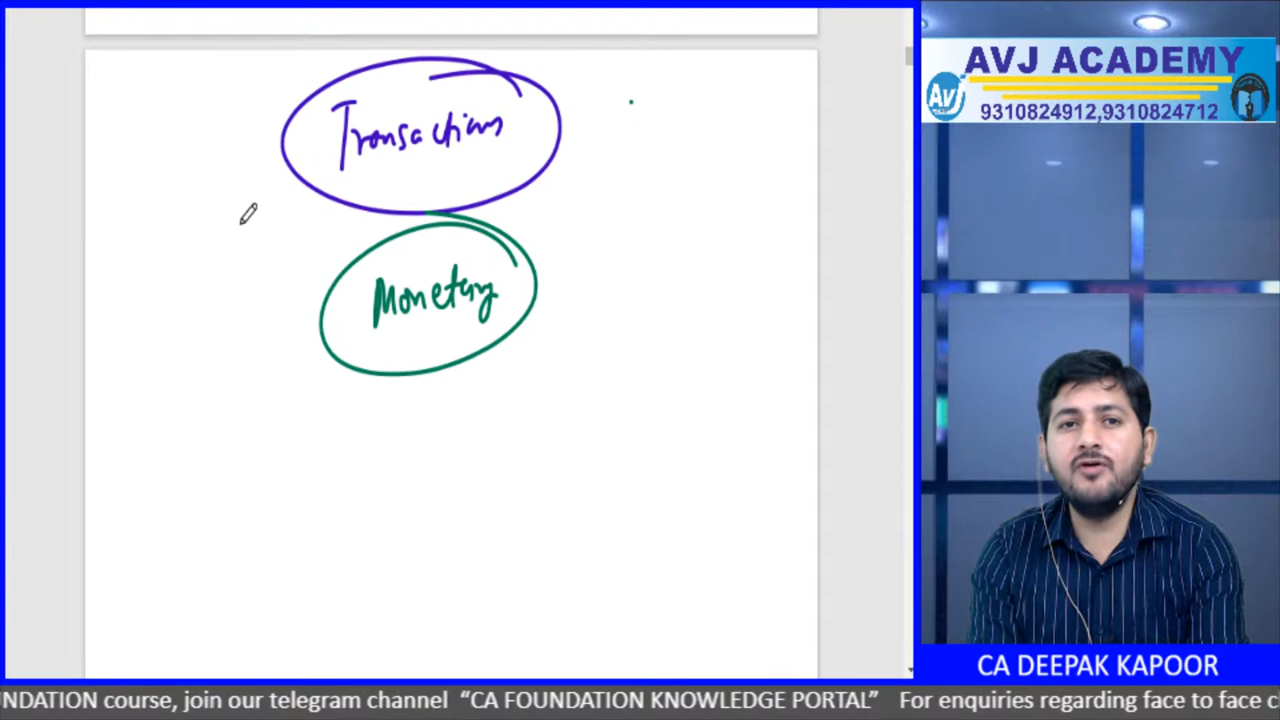 Transactions
Monetary
AVJ ACADEMY
AVJ
9310824912,9310824712
CA DEEPAK KAPOOR
NDATION course, join our telegram channel “CA FOUNDATION KNOWLEDGE PORTAL” For enquiries regarding face to face c